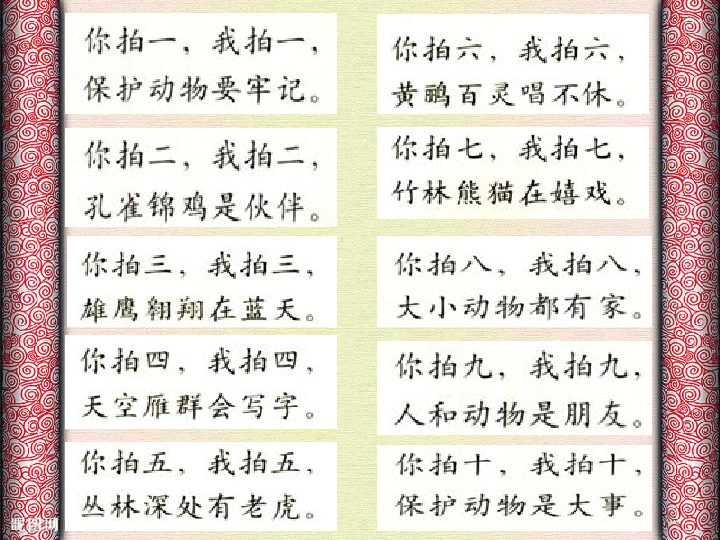 你拍一，我拍一，
保护动物要牢记。
你拍二，我拍二，
孔雀锦鸡是伙伴。
你拍三，我拍三，
雄鹰翱翔在蓝天。
你拍四，我拍四，
天空雁群会写字。
你拍五，我拍五，
丛林深处有老虎。
你拍六，我拍六，
黄鹂百灵唱不休。
你拍七，我拍七，
竹林熊猫在嬉戏。
你拍八，我拍八，
大小动物都有家。
你拍九，我拍九，
人和动物是朋友。
你拍十，我拍十，
保护动物是大事。